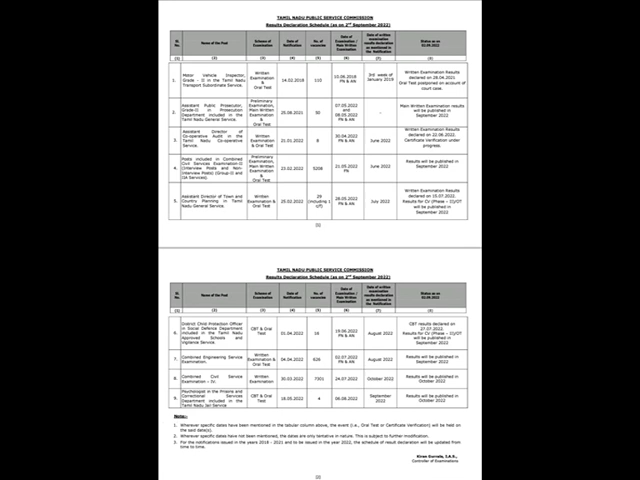 TAMIL NADU PUBLIC SERVICE COMMISSION
Results Declaration Schedule (as on 2nd September 2022)
Sl. No. Name of the Post Scheme of Examination Date of Notification No. of vacancies Date of Examination / Main Written Examination Date of written examination results declaration as mentioned in the Notification Status as on 02.09.2022
(1) (2) (3) (4) (5) (6) (7) (8)
1. Motor Vehicle Inspector, Grade - II in the Tamil Nadu Transport Subordinate Service. Written Examination & Oral Test 14.02.2018 110 10.06.2018 FN & AN 3rd week of January 2019 Written Examination Results declared on 28.04.2021 Oral Test postponed on account of court case.
2. Assistant Public Prosecutor, Grade-II in Prosecution Department included in the Tamil Nadu General Service. Preliminary Examination, Main Written Examination & Oral Test 25.08.2021 50 07.05.2022 and 08.05.2022 FN & AN - Main Written Examination results will be published in September 2022
3. Assistant Director of Co-operative Audit in the Tamil Nadu Co-operative Service. Written Examination & Oral Test 21.01.2022 8 30.04.2022 FN & AN June 2022 Written Examination Results declared on 22.08.2022. Certificate Verification under progress.
4. Posts included in Combined Civil Services Examination-II (Interview Posts and Non-Interview Posts) (Group-II and IIA Services). Preliminary Examination, Main Written Examination & Oral Test 23.02.2022 5208 21.05.2022 FN June 2022 Results will be published in September 2022
5. Assistant Director of Town and Country Planning in Tamil Nadu General Service Written Examination & Oral Test 25.02.2022 29 (including 1 c/f) 28.05.2022 FN & AN July 2022 Written Examination Results declared on 15.07.2022. Results for CV (Phase – II)/OT will be published in September 2022
TAMIL NADU PUBLIC SERVICE COMMISSION
Results Declaration Schedule (as on 2nd September 2022)
Sl. No. Name of the Post Scheme of Examination Date of Notification No. of vacancies Date of Examination / Main Written Examination Date of written examination results declaration as mentioned in the Notification Status as on 02.09.2022
(1) (2) (3) (4) (5) (6) (7) (8)
6. District Child Protection Officer in Social Defence Department included in the Tamil Nadu Approved Schools and Vigilance Service. CBT & Oral Test 01.04.2022 16 19.06.2022 FN & AN August 2022 CBT results declared on 27.07.2022. Results for CV (Phase – II)/OT will be published in September 2022
7. Combined Engineering Service Examination. Written Examination & Oral Test 04.04.2022 626 02.07.2022 FN & AN August 2022 Results will be published in September 2022
8. Combined Civil Service Examination – IV. Written Examination 30.03.2022 7301 24.07.2022 October 2022 Results will be published in October 2022
9. Psychologist in the Prisons and Correctional Services Department included in the Tamil Nadu Jail Service CBT & Oral Test 18.05.2022 4 06.08.2022 September 2022 Results will be published in October 2022
Note:-
1. Wherever specific dates have been mentioned in the tabular column above, the event (i.e., Oral Test or Certificate Verification) will be held on the said date(s).
2. Wherever specific dates have not been mentioned, the dates are only tentative in nature. This is subject to further modification.
3. For the notifications issued in the years 2018 - 2021 and to be issued in the year 2022, the schedule of result declaration will be updated from time to time.
Kiran Gurrala, I.A.S.,
Controller of Examinations